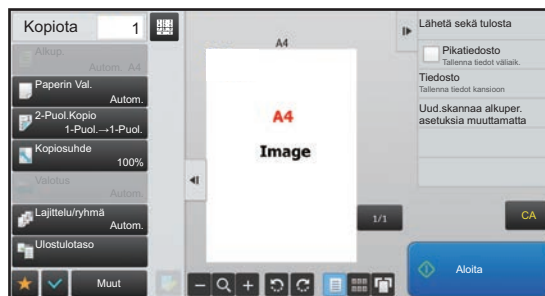 Kopiota 1
Alkup.
Autom. A4
Paperin Val.
Autom.
2-Puol.Kopio
1-Puol.→1-Puol.
Kopiosuhde
100%
Valotus
Autom.
Lajittelu/ryhmä
Autom.
Ulostulotaso
Muut
A4
A4
Image
1/1
Lähetä sekä tulosta
Pikatiedosto
Tallenna tiedot väliaik.
Tiedosto
Tallenna tiedot kansioon
Uud.skannaa alkuper.
asetuksia muuttamatta
CA
Aloita